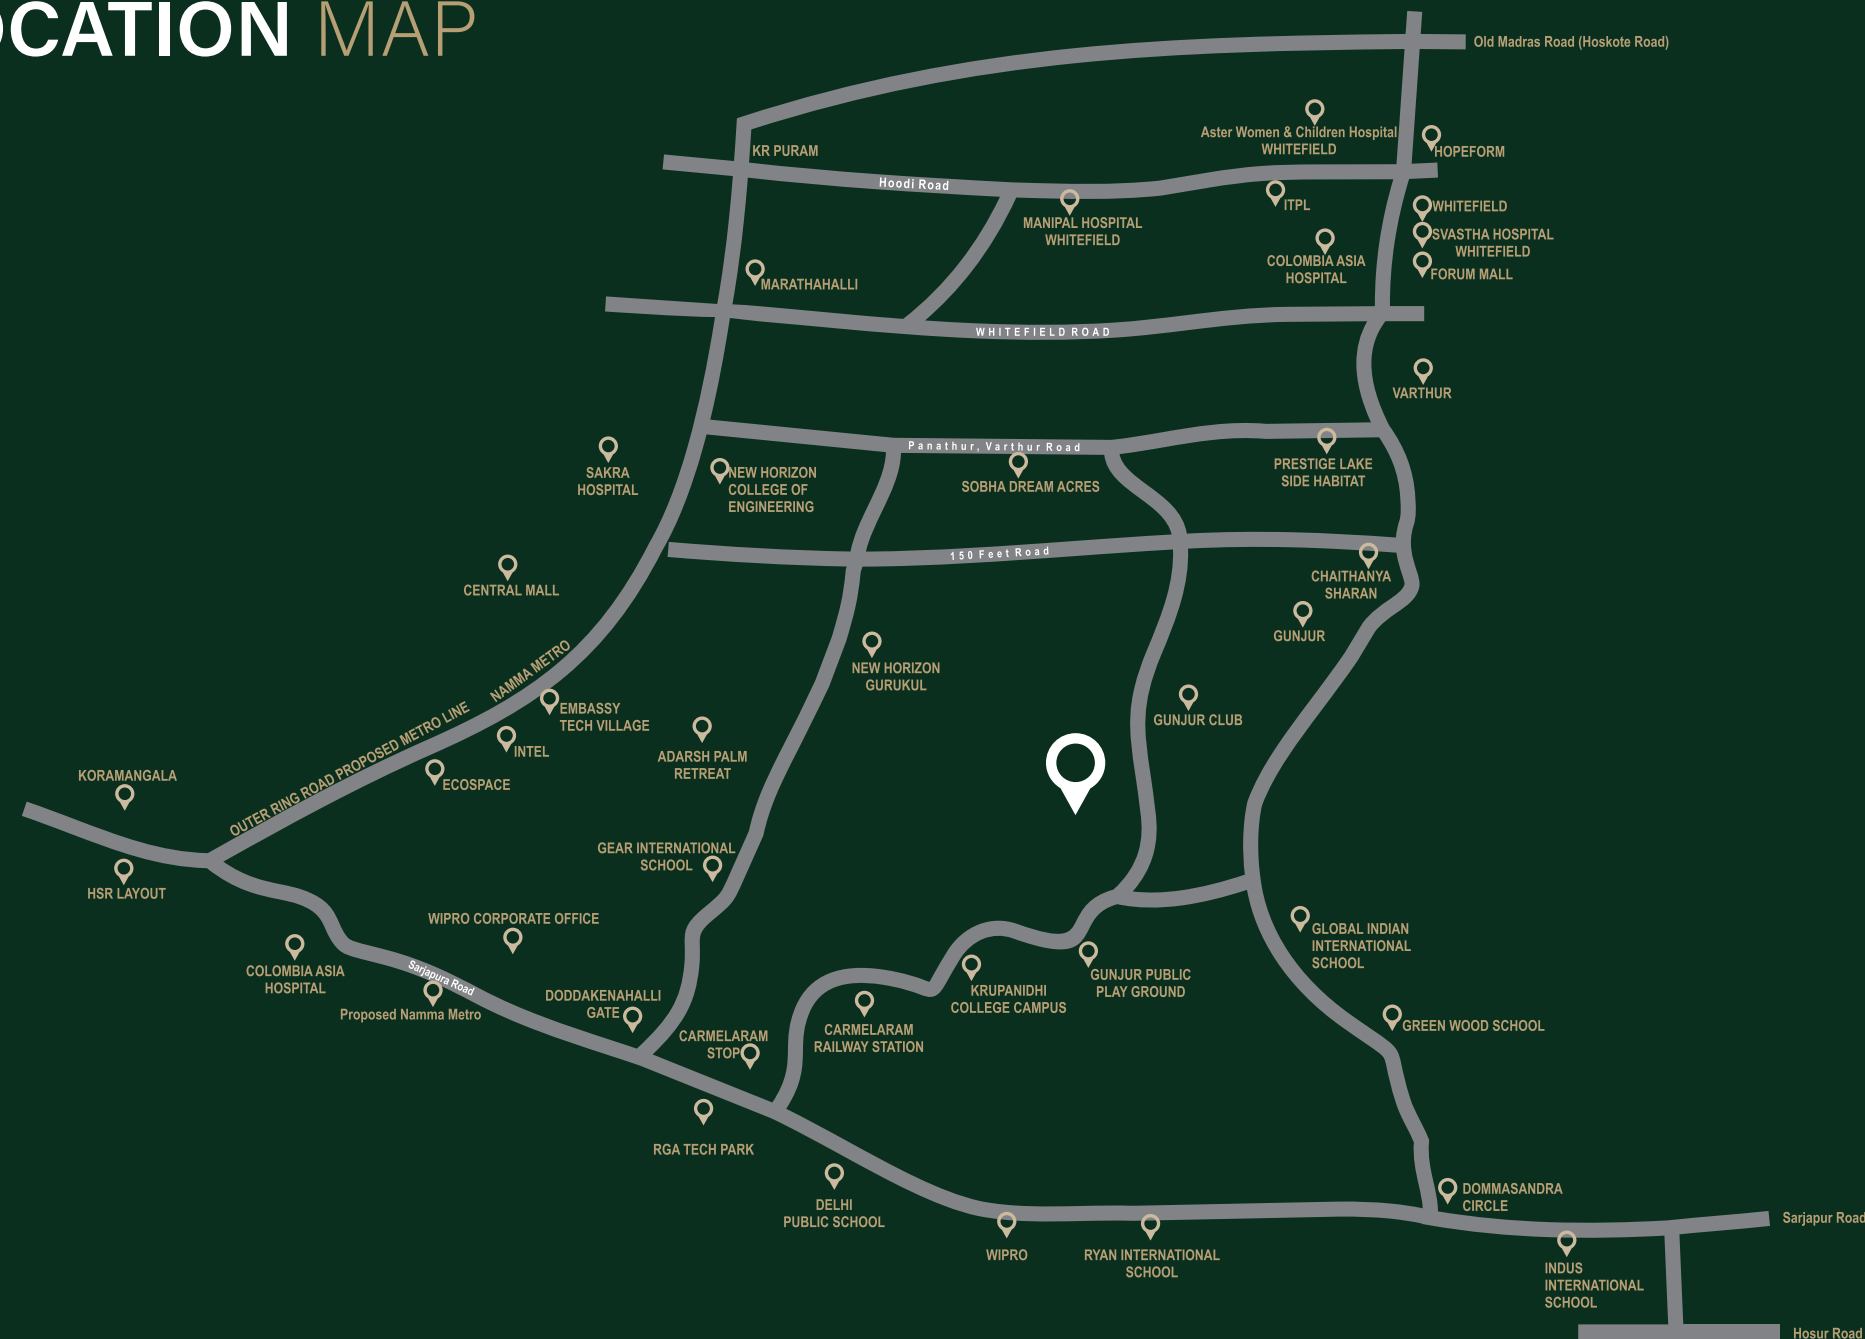 OCATION MAP
Old Madras Road (Hoskote Road)
Aster Women & Children Hospital
WHITEFIELD
HOPEFORM
KR PURAM
Hoodi Road
MANIPAL HOSPITAL
WHITEFIELD
ITPL
WHITEFIELD
SVASTHA HOSPITAL
WHITEFIELD
COLOMBIA ASIA
HOSPITAL
FORUM MALL
MARATHAHALLI
WHITEFIELD ROAD
VARTHUR
Panathur, Varthur Road
SAKRA
HOSPITAL
NEW HORIZON
COLLEGE OF
ENGINEERING
SOBHA DREAM ACRES
PRESTIGE LAKE
SIDE HABITAT
150 Feet Road
CENTRAL MALL
CHAITHANYA
SHARAN
GUNJUR
NAMMA METRO
NEW HORIZON
GURUKUL
OUTER RING ROAD PROPOSED METRO LINE
EMBASSY
TECH VILLAGE
GUNJUR CLUB
INTEL
ADARSH PALM
RETREAT
ECOSPACE
KORAMANGALA
GEAR INTERNATIONAL
SCHOOL
HSR LAYOUT
WIPRO CORPORATE OFFICE
GLOBAL INDIAN
INTERNATIONAL
SCHOOL
COLOMBIA ASIA
HOSPITAL
Sarjapura Road
Proposed Namma Metro
DODDAKENAHALLI
GATE
KRUPANIDHI
COLLEGE CAMPUS
GUNJUR PUBLIC
PLAY GROUND
CARMELARAM
STOP
CARMELARAM
RAILWAY STATION
GREEN WOOD SCHOOL
RGA TECH PARK
DELHI
PUBLIC SCHOOL
DOMMASANDRA
CIRCLE
Sarjapur Road
WIPRO
RYAN INTERNATIONAL
SCHOOL
INDUS
INTERNATIONAL
SCHOOL
Hosur Road